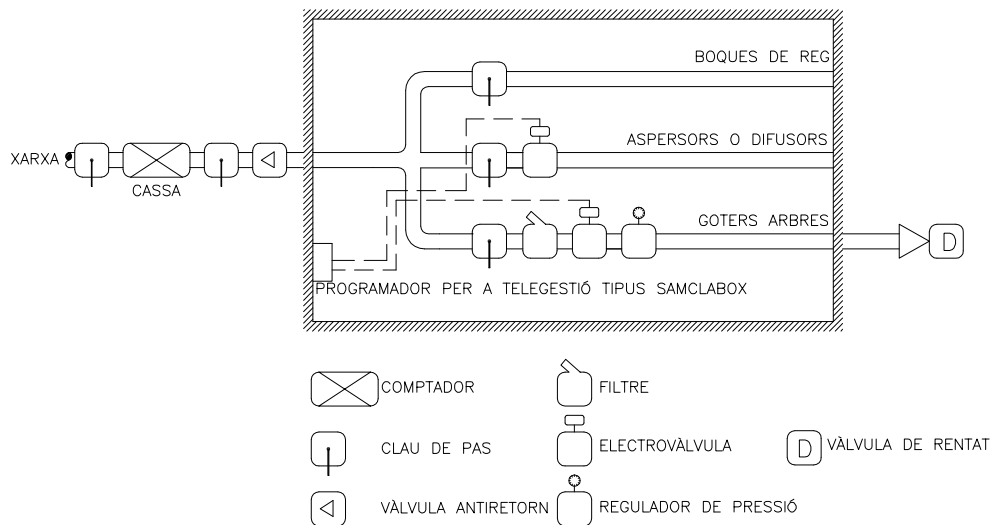 BOQUES DE REG
ASPERSORS O DIFUSORS
XARXA
CASSA
GOTERS ARBRES
D
PROGRAMADOR PER A TELEGESTIÓ TIPUS SAMCLABOX
COMPTADOR
FILTRE
CLAU DE PAS
ELECTROVÀLVULA
D
VÀLVULA DE RENTAT
VÀLVULA ANTIRETORN
REGULADOR DE PRESSIÓ